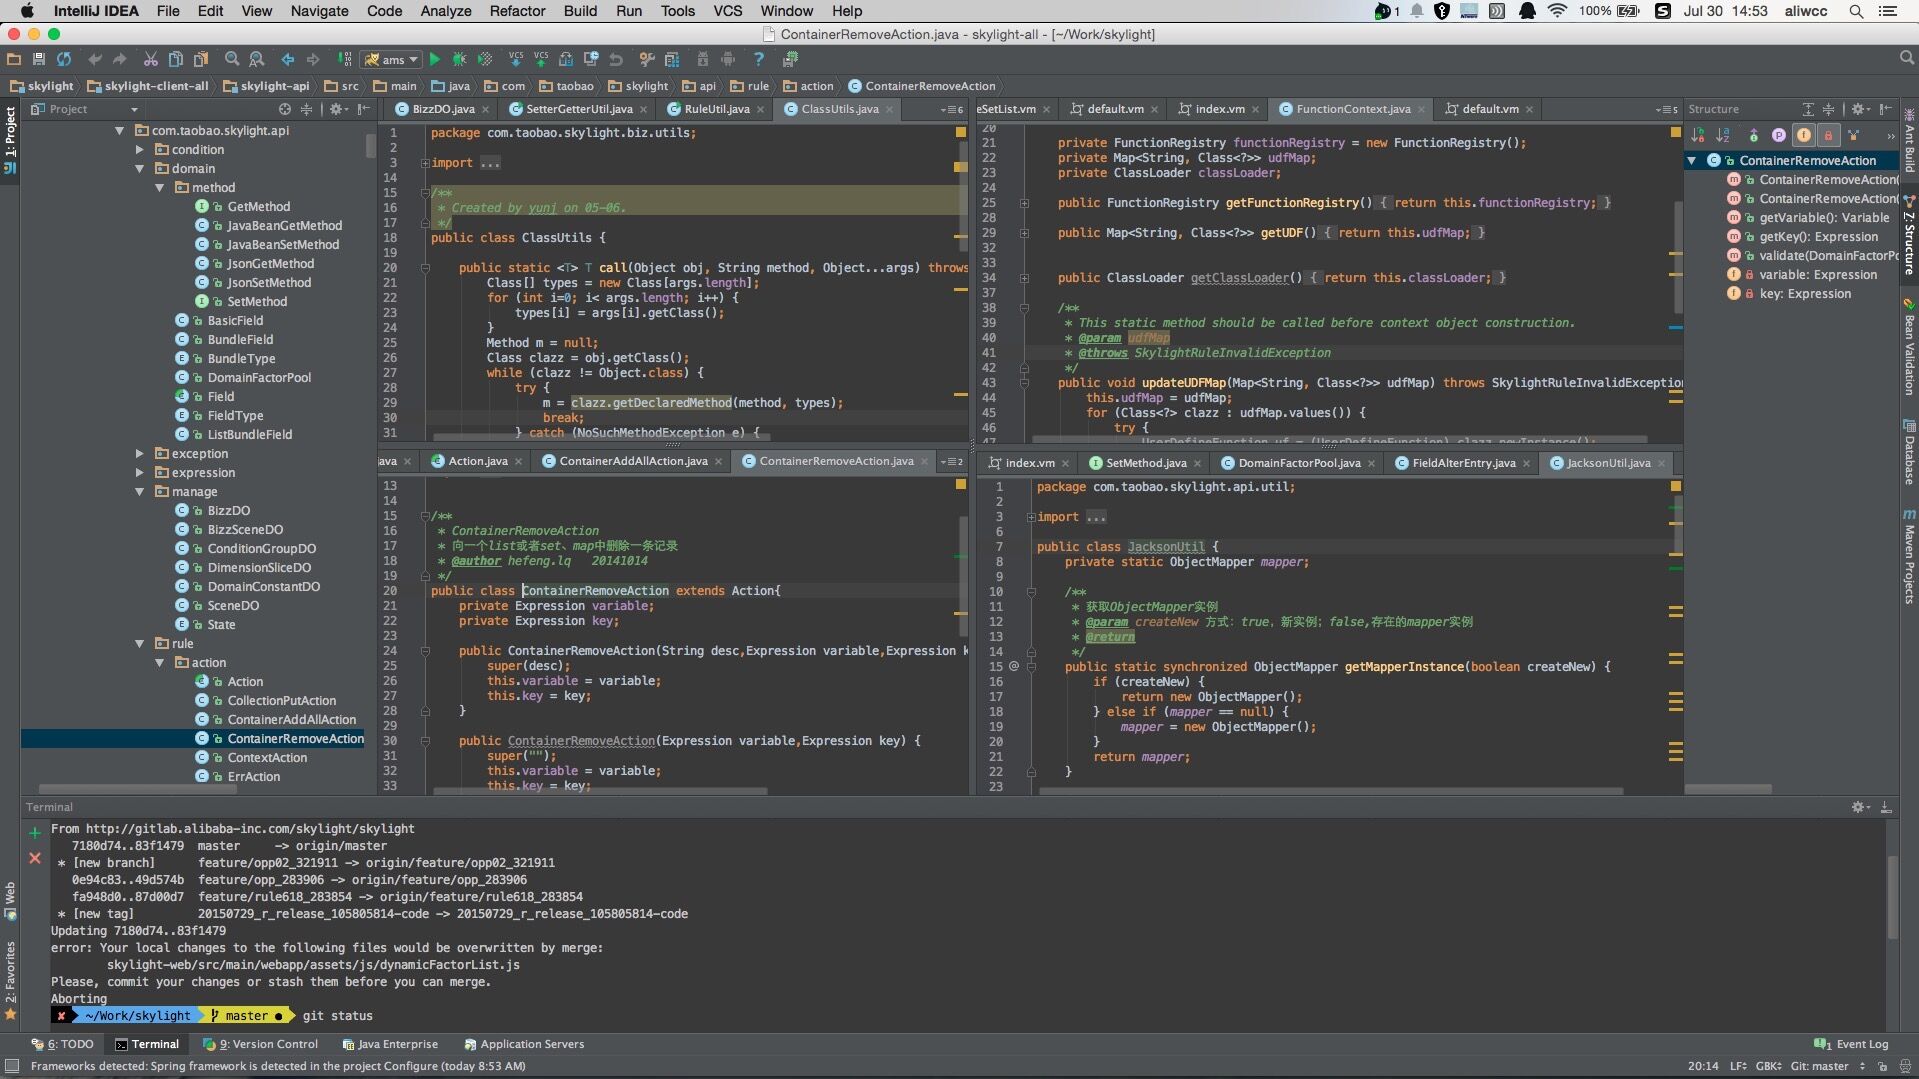 IntelliJ IDEA File Edit View Navigate Code Analyze Refactor Build Run Tools VCS Window Help
1 100% Jul 30 14:53 aliwcc
ContainerRemoveAction.java - skylight-all - [~/Work/skylight]
ams
skylight skylight-client-all skylight-api src main java com taobao skylight api rule action ContainerRemoveAction
1: Project
Web
2: Favorites
Project
com.taobao.skylight.api
condition
domain
method
GetMethod
JavaBeanGetMethod
JavaBeanSetMethod
JsonGetMethod
JsonSetMethod
SetMethod
BasicField
BundleField
BundleType
DomainFactorPool
Field
FieldType
ListBundleField
exception
expression
manage
BizzDO
BizzSceneDO
ConditionGroupDO
DimensionSliceDO
DomainConstantDO
SceneDO
State
rule
action
Action
CollectionPutAction
ContainerAddAllAction
ContainerRemoveAction
ContextAction
ErrAction
BizzDO.java SetterGetterUtil.java RuleUtil.java ClassUtils.java 6
1 package com.taobao.skylight.biz.utils;
2
3 import ...
14
15 /**
16 * Created by yunj on 05-06.
17 */
18 public class ClassUtils {
19
20 public static <T> T call(Object obj, String method, Object...args) throws
21 Class[] types = new Class[args.length];
22 for (int i=0; i< args.length; i++) {
23 types[i] = args[i].getClass();
24 }
25 Method m = null;
26 Class clazz = obj.getClass();
27 while (clazz != Object.class) {
28 try {
29 m = clazz.getDeclaredMethod(method, types);
30 break;
31 } catch (NoSuchMethodException e) {
eSetList.vm default.vm index.vm FunctionContext.java default.vm 5
20
21 private FunctionRegistry functionRegistry = new FunctionRegistry();
22 private Map<String, Class<?>> udfMap;
23 private ClassLoader classLoader;
24
25 public FunctionRegistry getFunctionRegistry() { return this.functionRegistry; }
28
29 public Map<String, Class<?>> getUDF() { return this.udfMap; }
32
33
34 public ClassLoader getClassLoader() { return this.classLoader; }
37
38 /**
39 * This static method should be called before context object construction.
40 * @param udfMap
41 * @throws SkylightRuleInvalidException
42 */
43 public void updateUDFMap(Map<String, Class<?>> udfMap) throws SkylightRuleInvalidException
44 this.udfMap = udfMap;
45 for (Class<?> clazz : udfMap.values()) {
46 try {
47 UserDefineFunction uf = (UserDefineFunction) clazz.newInstance();
java Action.java ContainerAddAllAction.java ContainerRemoveAction.java 2
13
14
15 /**
16 * ContainerRemoveAction
17 * 向一个list或者set、map中删除一条记录
18 * @author hefeng.lq 20141014
19 */
20 public class ContainerRemoveAction extends Action{
21 private Expression variable;
22 private Expression key;
23
24 public ContainerRemoveAction(String desc,Expression variable,Expression k
25 super(desc);
26 this.variable = variable;
27 this.key = key;
28 }
29
30 public ContainerRemoveAction(Expression variable,Expression key) {
31 super("");
32 this.variable = variable;
33 this.key = key;
index.vm SetMethod.java DomainFactorPool.java FieldAlterEntry.java JacksonUtil.java
1 package com.taobao.skylight.api.util;
2
3 import ...
6
7 public class JacksonUtil {
8 private static ObjectMapper mapper;
9
10 /**
11 * 获取ObjectMapper实例
12 * @param createNew 方式：true，新实例；false,存在的mapper实例
13 * @return
14 */
15 @ public static synchronized ObjectMapper getMapperInstance(boolean createNew) {
16 if (createNew) {
17 return new ObjectMapper();
18 } else if (mapper == null) {
19 mapper = new ObjectMapper();
20 }
21 return mapper;
22 }
23
Structure
ContainerRemoveAction
ContainerRemoveAction(
ContainerRemoveAction(
getVariable(): Variable
getKey(): Expression
validate(DomainFactorPo
variable: Expression
key: Expression
Ant Build
Z: Structure
Bean Validation
Database
Maven Projects
Terminal
From http://gitlab.alibaba-inc.com/skylight/skylight
7180d74..83f1479 master -> origin/master
* [new branch] feature/opp02_321911 -> origin/feature/opp02_321911
0e94c83..49d574b feature/opp_283906 -> origin/feature/opp_283906
fa948d0..87d00d7 feature/rule618_283854 -> origin/feature/rule618_283854
* [new tag] 20150729_r_release_105805814-code -> 20150729_r_release_105805814-code
Updating 7180d74..83f1479
error: Your local changes to the following files would be overwritten by merge:
skylight-web/src/main/webapp/assets/js/dynamicFactorList.js
Please, commit your changes or stash them before you can merge.
Aborting
✘ ~/Work/skylight master ● git status
6: TODO Terminal 9: Version Control Java Enterprise Application Servers 1 Event Log
Frameworks detected: Spring framework is detected in the project Configure (today 8:53 AM) 20:14 LF GBK Git: master